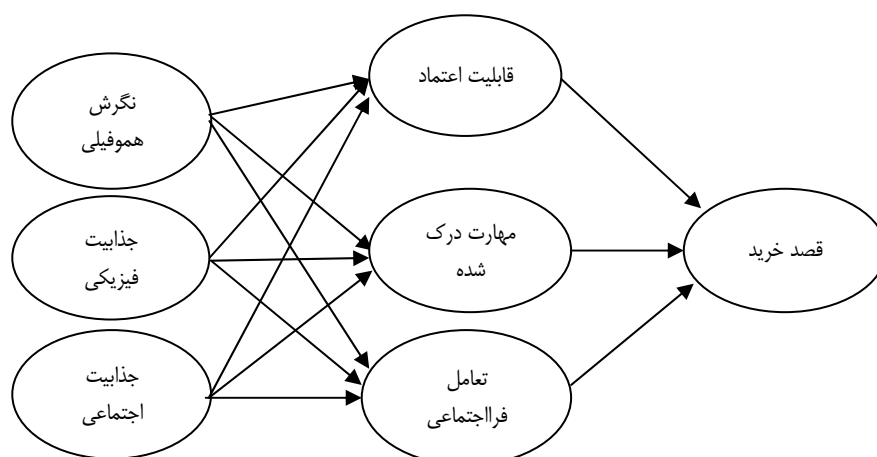 نگرش
هموفیلی
جذابیت
فیزیکی
جذابیت
اجتماعی
قابلیت اعتماد
مهارت درک
شده
تعامل
فرااجتماعی
قصد خرید